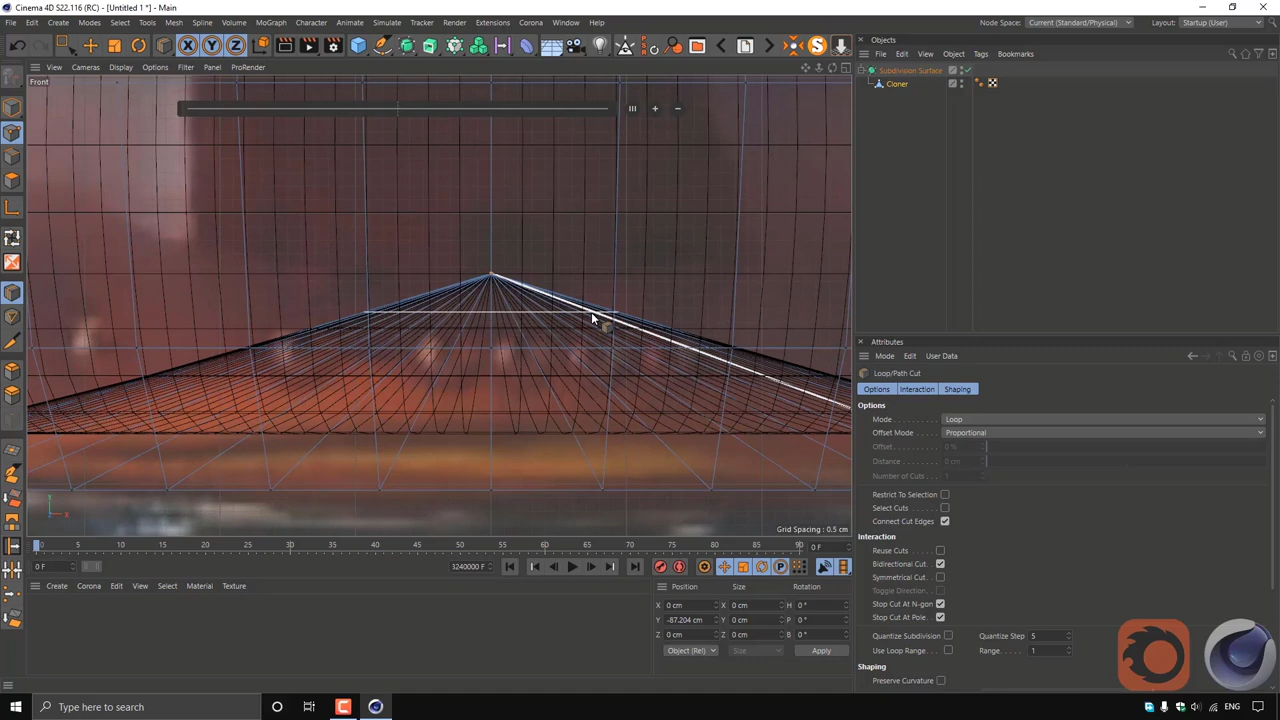 Cinema 4D S22.116 (RC) - [Untitled 1 *] - Main
File Edit Create Modes Select Tools Mesh Spline Volume MoGraph Character Animate Simulate Tracker Render Extensions Corona Window Help
Node Space: Current (Standard/Physical) Layout: Startup (User)
Objects
X Y Z S
File Edit View Object Tags Bookmarks
View Cameras Display Options Filter Panel ProRender
Subdivision Surface
Front
Cloner
Attributes
Mode Edit User Data
Loop/Path Cut
Options Interaction Shaping
Options
Mode . . . . . . . . . Loop
Offset Mode Proportional
Offset 0 %
Distance 0 cm
Number of Cuts 1
Restrict To Selection
Select Cuts
Connect Cut Edges
Y
X
Grid Spacing : 0.5 cm
Interaction
0 5 10 15 20 25 30 35 40 45 50 55 60 65 70 75 80 85 90 0 F
Reuse Cuts
0 F 3240000 F P
Bidirectional Cut
Symmetrical Cut
Create Edit View Select Material Texture
Position Size Rotation
Toggle Direction
X 0 cm X 0 cm H 0 °
Stop Cut At N-gon
Y -87.204 cm Y 0 cm P 0 °
Stop Cut At Pole
Z 0 cm Z 0 cm B 0 °
Quantize Subdivision Quantize Step 5
Object (Rel) Size Apply
Use Loop Range Range 1
Shaping
Preserve Curvature
Type here to search